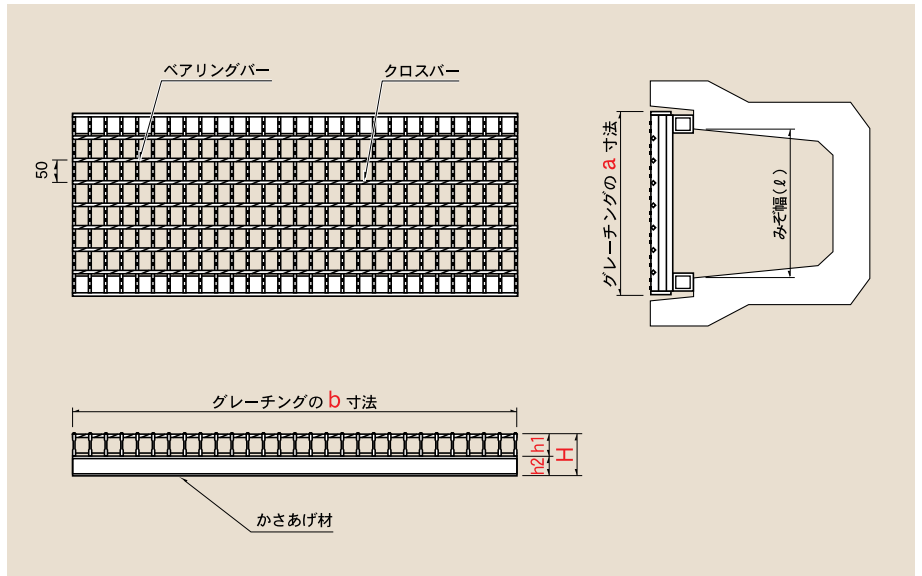 ベアリングバー
クロスバー
50
グレーチングの a 寸法
みぞ幅(ℓ)
グレーチングの b 寸法
h1
h2
H
かさあげ材